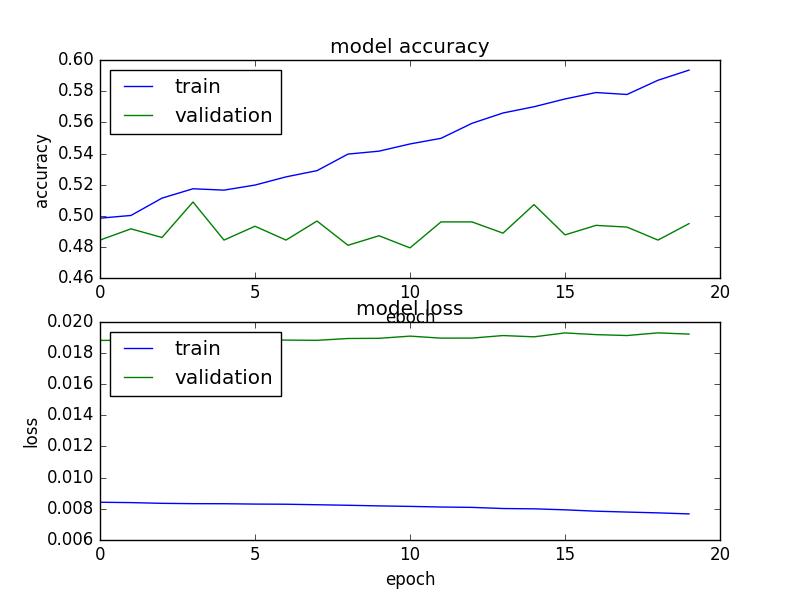 model accuracy
0.60
0.58
0.56
0.54
0.52
0.50
0.48
0.46
accuracy
train
validation
0
5
10
15
20
epoch
model loss
0.020
0.018
0.016
0.014
0.012
0.010
0.008
0.006
loss
train
validation
0
5
10
15
20
epoch